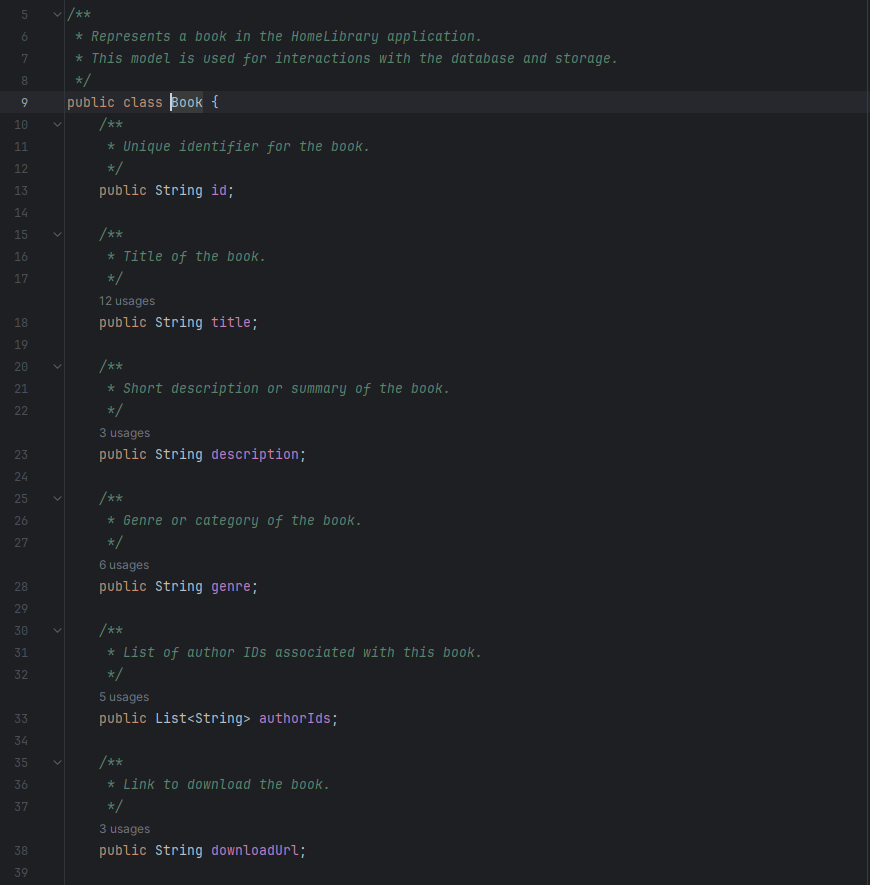 5 /**
6 * Represents a book in the HomeLibrary application.
7 * This model is used for interactions with the database and storage.
8 */
9 public class Book {
10 /**
11 * Unique identifier for the book.
12 */
13 public String id;
14
15 /**
16 * Title of the book.
17 */
12 usages
18 public String title;
19
20 /**
21 * Short description or summary of the book.
22 */
3 usages
23 public String description;
24
25 /**
26 * Genre or category of the book.
27 */
6 usages
28 public String genre;
29
30 /**
31 * List of author IDs associated with this book.
32 */
5 usages
33 public List<String> authorIds;
34
35 /**
36 * Link to download the book.
37 */
3 usages
38 public String downloadUrl;
39